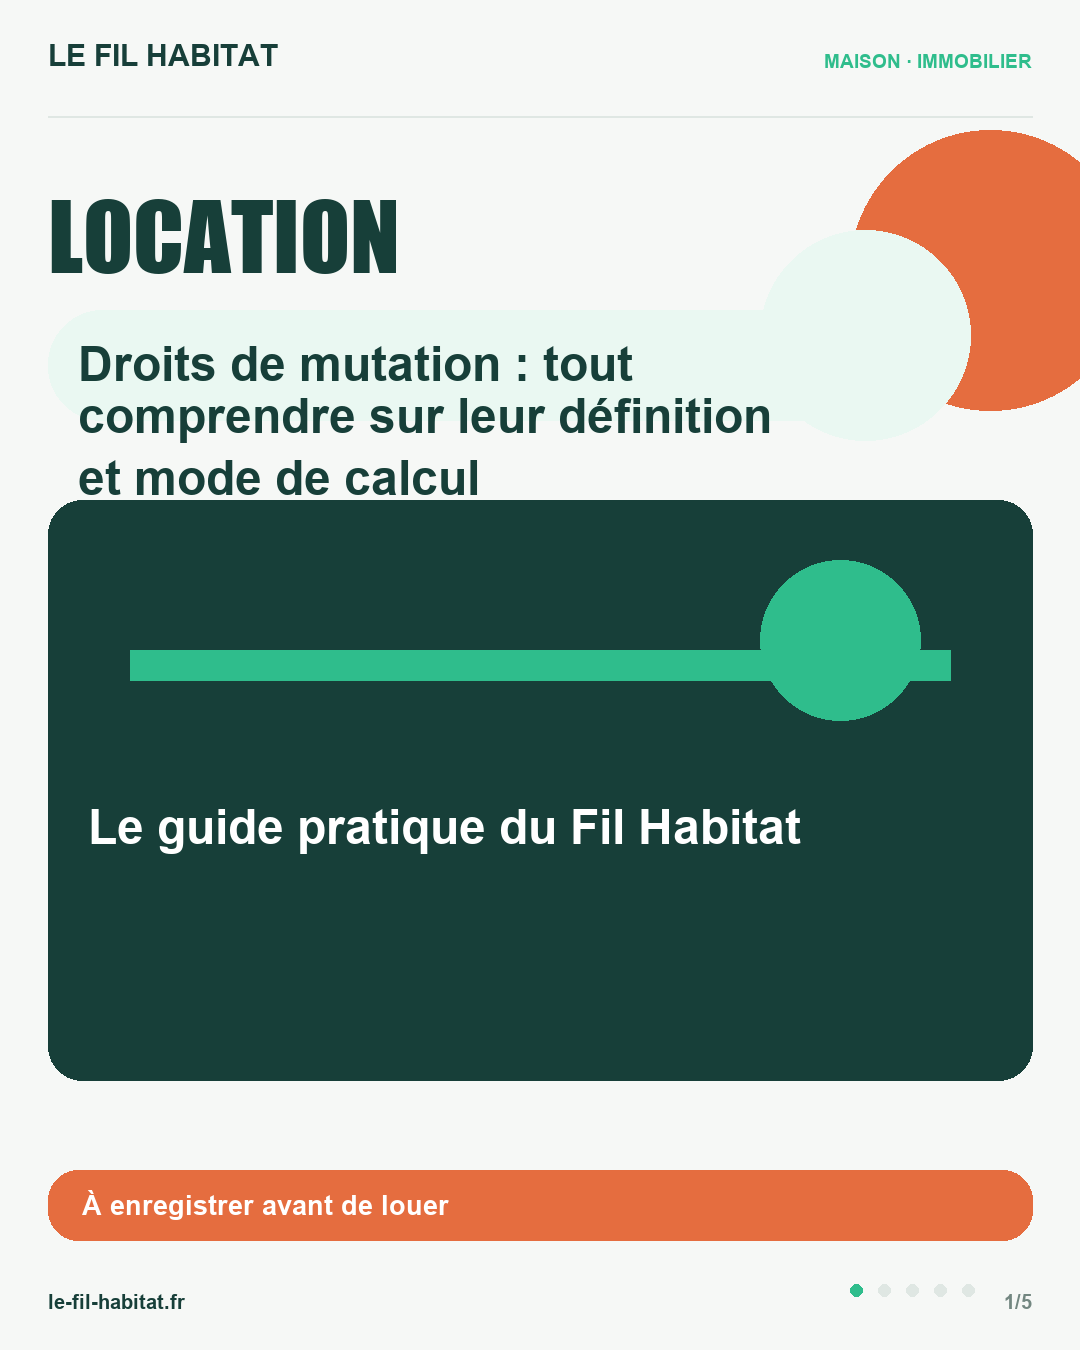 LE FIL HABITAT
MAISON · IMMOBILIER
LOCATION
Droits de mutation : tout
comprendre sur leur définition
et mode de calcul
Le guide pratique du Fil Habitat
À enregistrer avant de louer
le-fil-habitat.fr
1/5